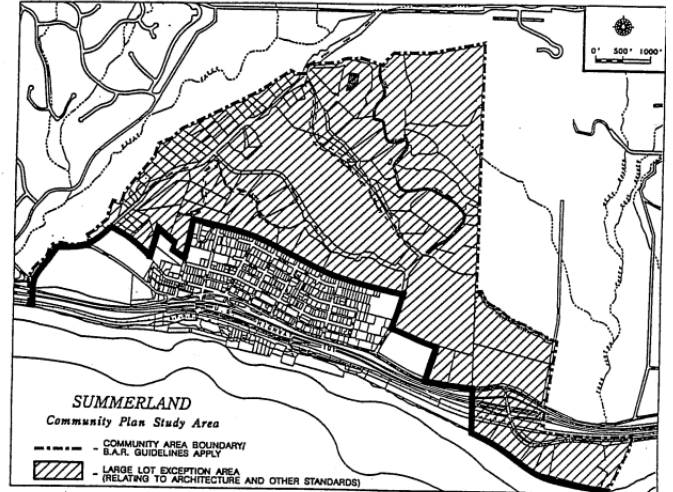 0' 500' 1000'
SUMMERLAND
Community Plan Study Area
- COMMUNITY AREA BOUNDARY/
B.A.R. GUIDELINES APPLY
- LARGE LOT EXCEPTION AREA
(RELATING TO ARCHITECTURE AND OTHER STANDARDS)